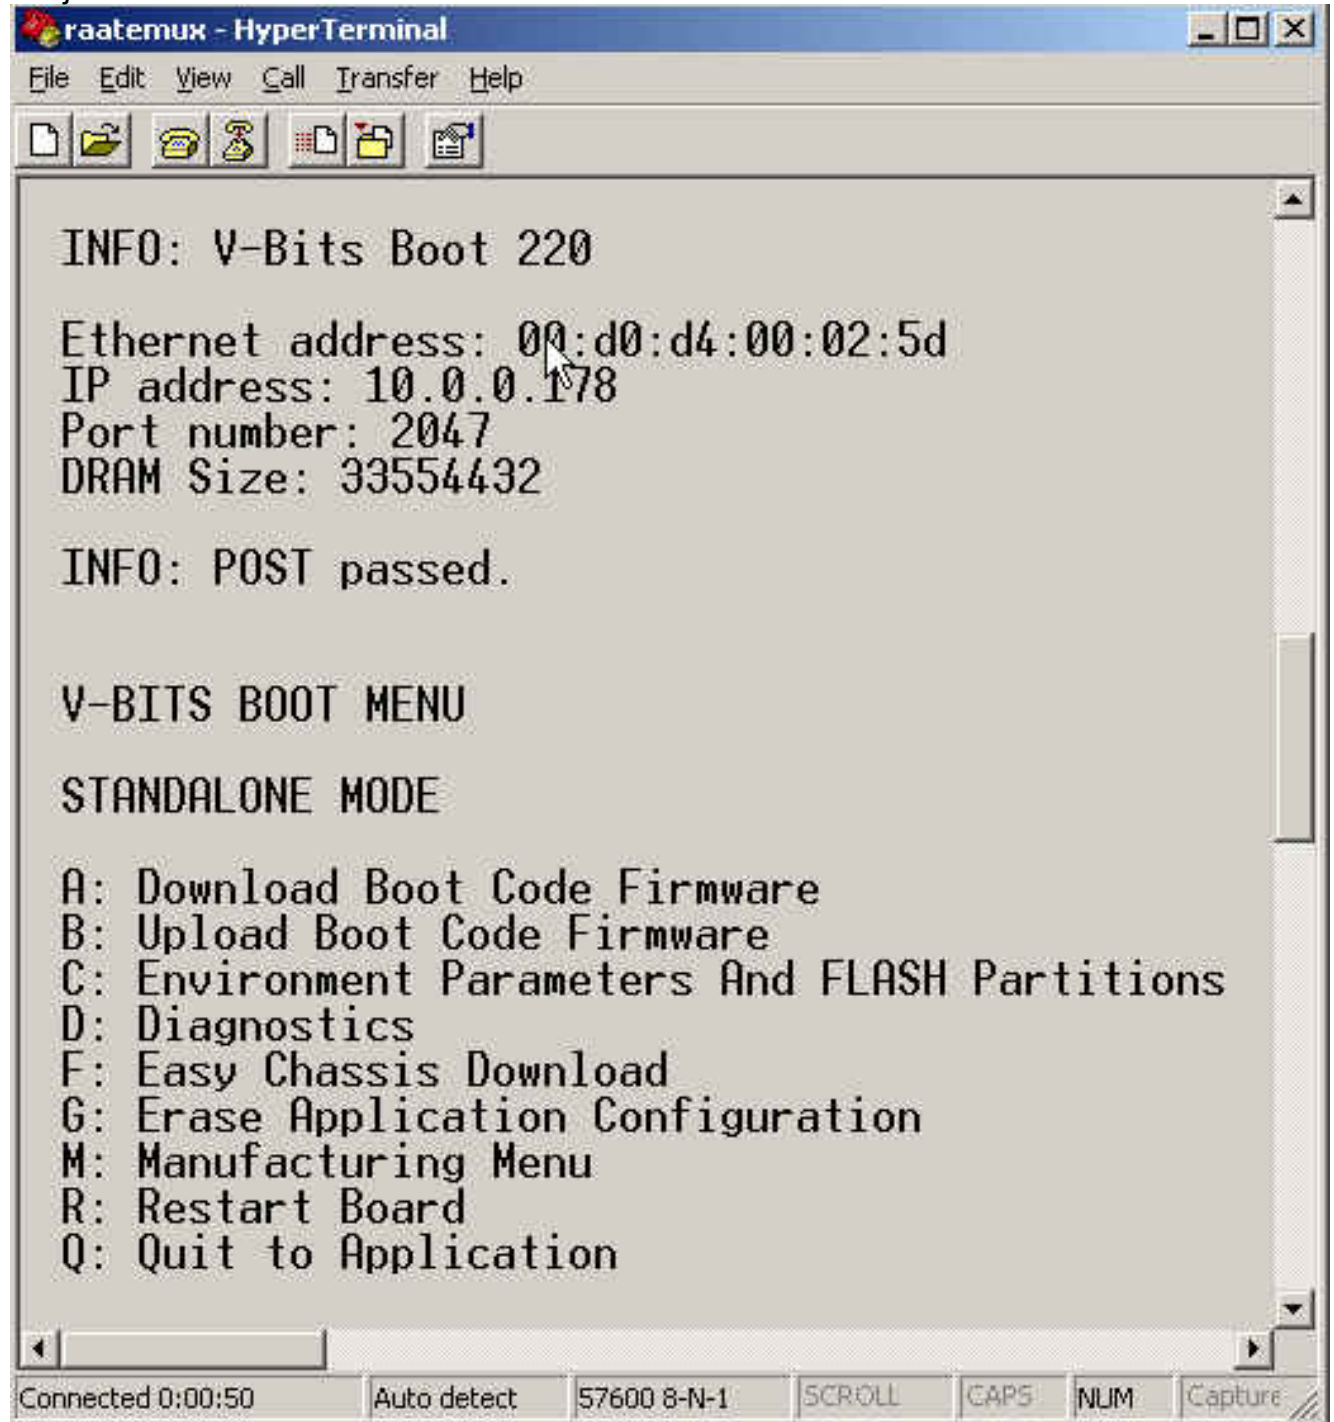 raatemux - HyperTerminal
File Edit View Call Transfer Help
INFO: V-Bits Boot 220
Ethernet address: 00:d0:d4:00:02:5d
IP address: 10.0.0.178
Port number: 2047
DRAM Size: 33554432
INFO: POST passed.
V-BITS BOOT MENU
STANDALONE MODE
A: Download Boot Code Firmware
B: Upload Boot Code Firmware
C: Environment Parameters And FLASH Partitions
D: Diagnostics
F: Easy Chassis Download
G: Erase Application Configuration
M: Manufacturing Menu
R: Restart Board
Q: Quit to Application
Connected 0:00:50 Auto detect 57600 8-N-1 SCROLL CAPS NUM Capture